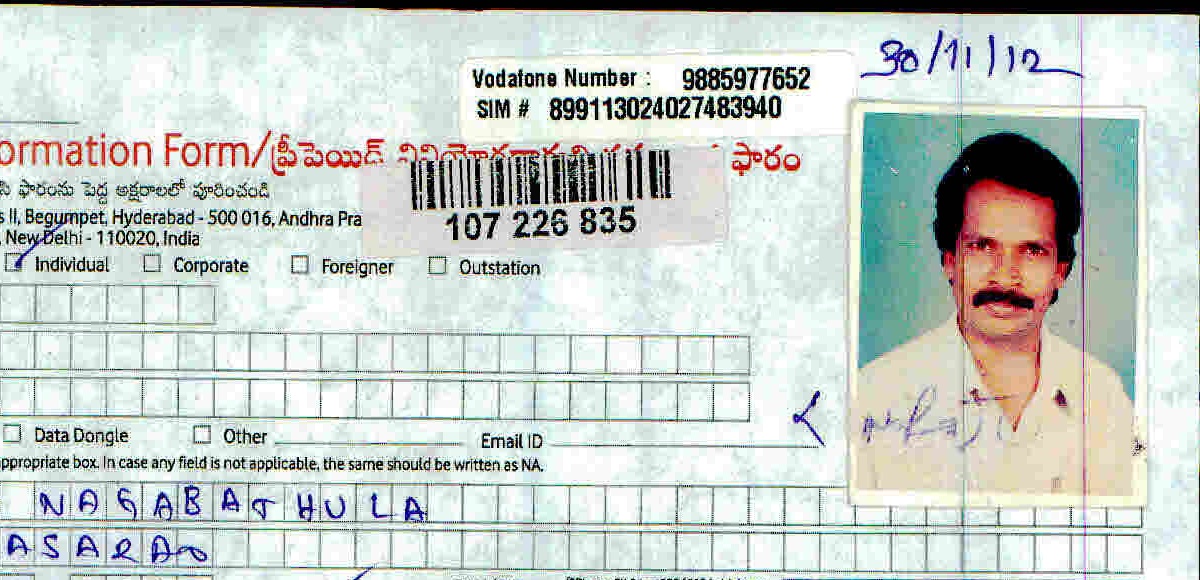 30/11/12
Vodafone Number : 9885977652
SIM # 899113024027483940
ormation Form/ప్రీపెయిడ్ ఫారం
ఫారంను పెద్ద అక్షరాలలో పూరించండి
s II, Begumpet, Hyderabad - 500 016, Andhra Pra
107 226 835
, New Delhi - 110020, India
Individual Corporate Foreigner Outstation
Data Dongle Other Email ID
appropriate box. In case any field is not applicable, the same should be written as NA.
NAGABATHULA
ASARAO